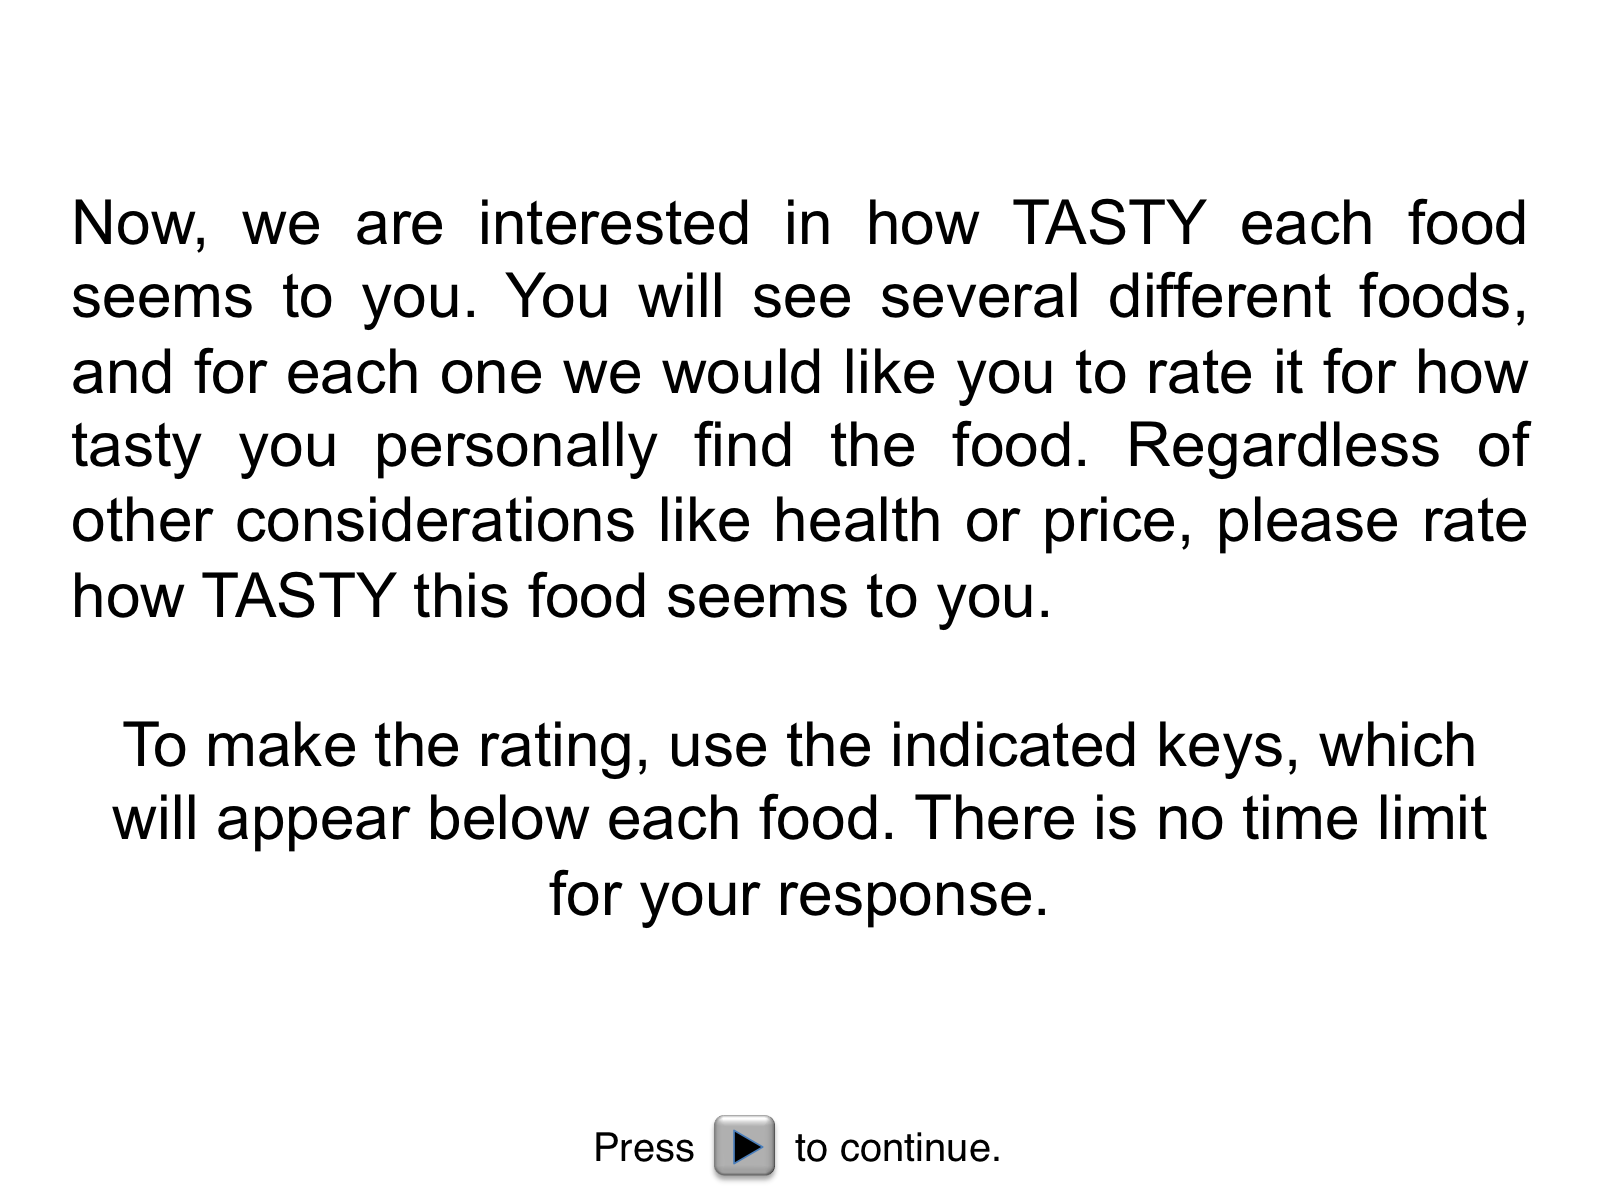 Now, we are interested in how TASTY each food
seems to you. You will see several different foods,
and for each one we would like you to rate it for how
tasty you personally find the food. Regardless of
other considerations like health or price, please rate
how TASTY this food seems to you.
To make the rating, use the indicated keys, which
will appear below each food. There is no time limit
for your response.
Press to continue.